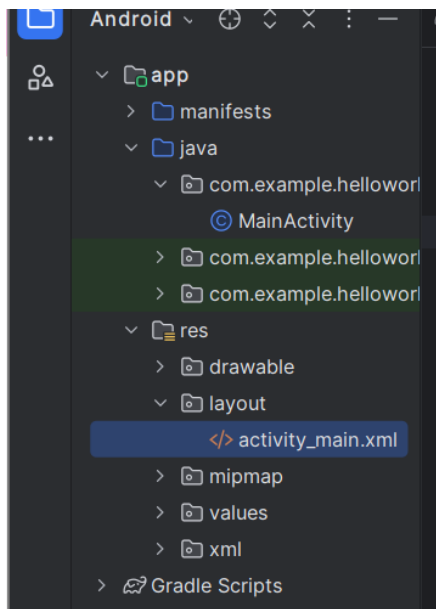 Android
app
manifests
java
com.example.hellowor
MainActivity
com.example.hellowor
com.example.hellowor
res
drawable
layout
activity_main.xml
mipmap
values
xml
Gradle Scripts